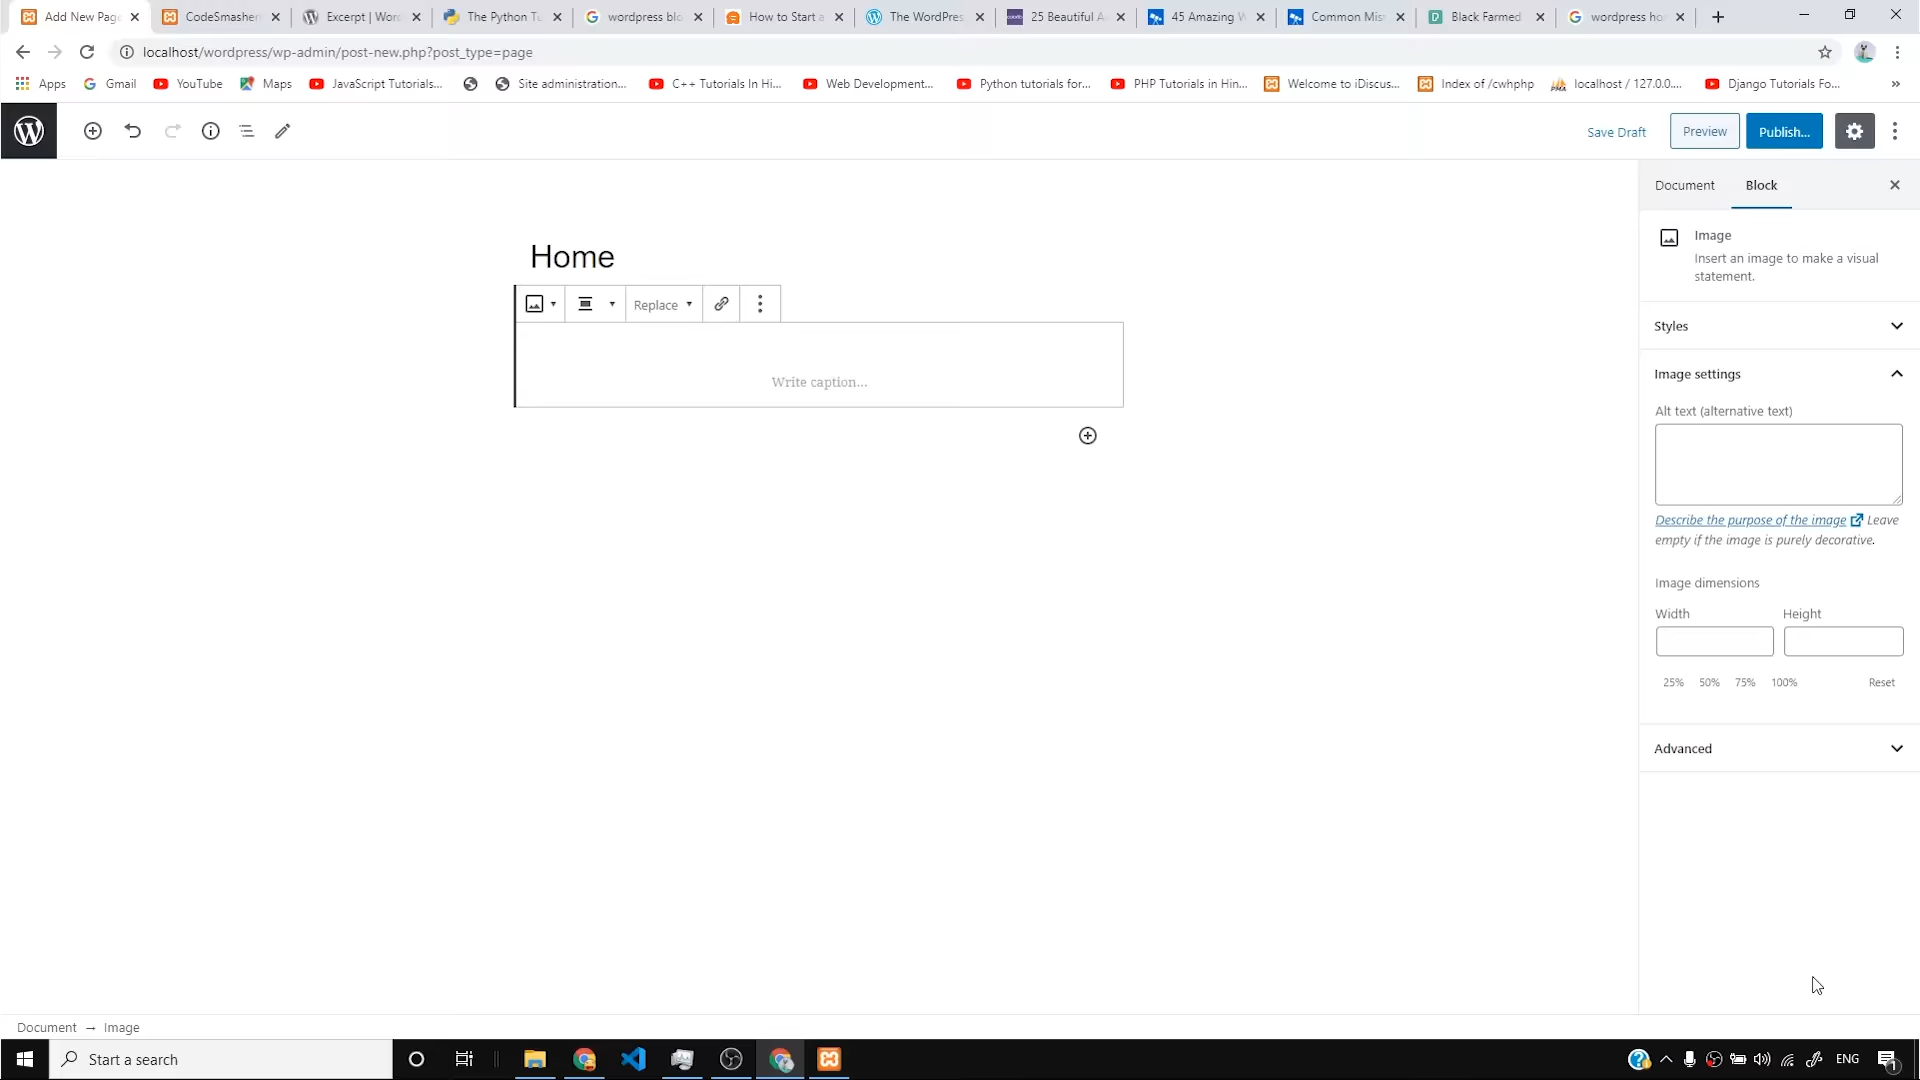 Add New Page
CodeSmasher
Excerpt | Word
The Python Tu
wordpress blo
How to Start a
The WordPres
25 Beautiful A
45 Amazing W
Common Mis
Black Farmed
wordpress ho
localhost/wordpress/wp-admin/post-new.php?post_type=page
Apps
Gmail
YouTube
Maps
JavaScript Tutorials...
Site administration...
C++ Tutorials In Hi...
Web Development...
Python tutorials for...
PHP Tutorials in Hin...
Welcome to iDiscus...
Index of /cwhphp
localhost / 127.0.0....
Django Tutorials Fo...
»
Save Draft
Preview
Publish...
Document
Block
Image
Insert an image to make a visual
statement.
Home
Replace
Write caption...
Styles
Image settings
Alt text (alternative text)
Describe the purpose of the image Leave
empty if the image is purely decorative.
Image dimensions
Width
Height
25%
50%
75%
100%
Reset
Advanced
Document → Image
Start a search
ENG
1